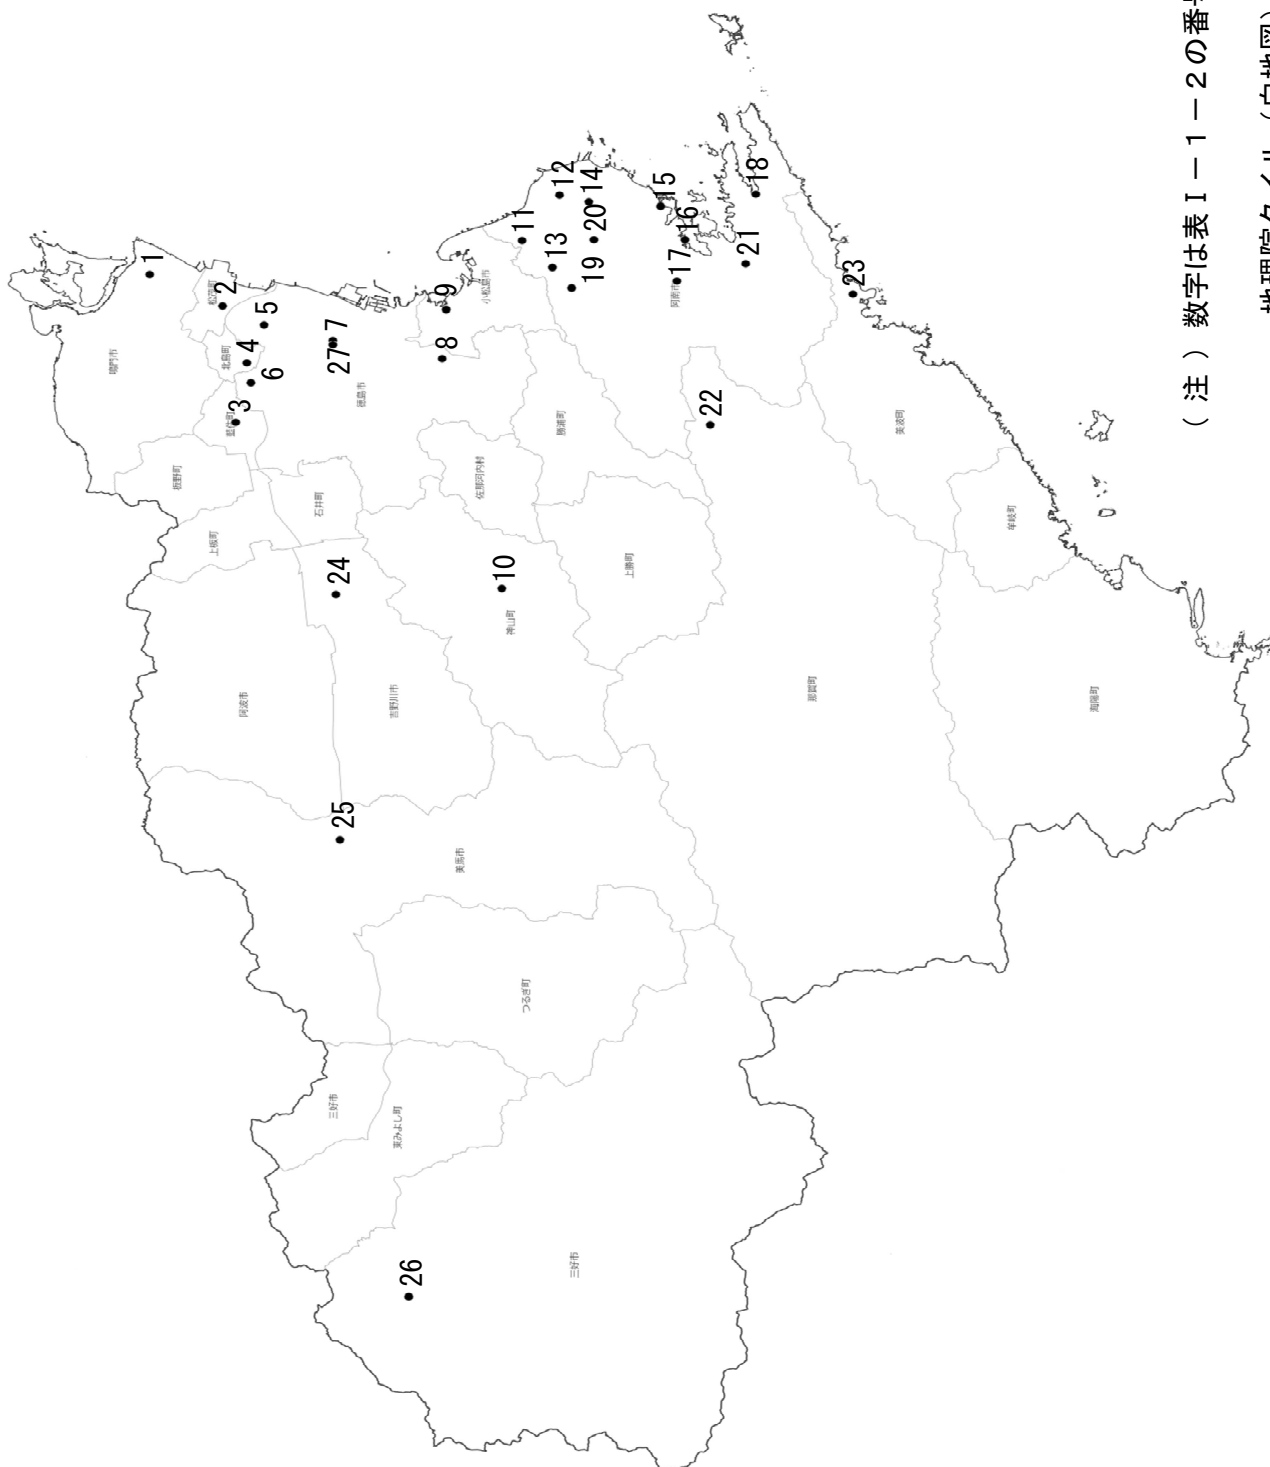 1
2
3
4
5
6
7
27
8
9
10
11
12
13
14
15
16
17
18
19
20
21
22
23
24
25
26
鳴門市
松茂町
北島町
藍住町
板野町
上板町
徳島市
石井町
小松島市
勝浦町
佐那河内村
上勝町
神山町
阿波市
吉野川市
美馬市
つるぎ町
三好市
東みよし町
三好市
那賀町
阿南市
美波町
牟岐町
海陽町
(注)数字は表Ⅰ-1-2の番号
地理院タイル(白地図)